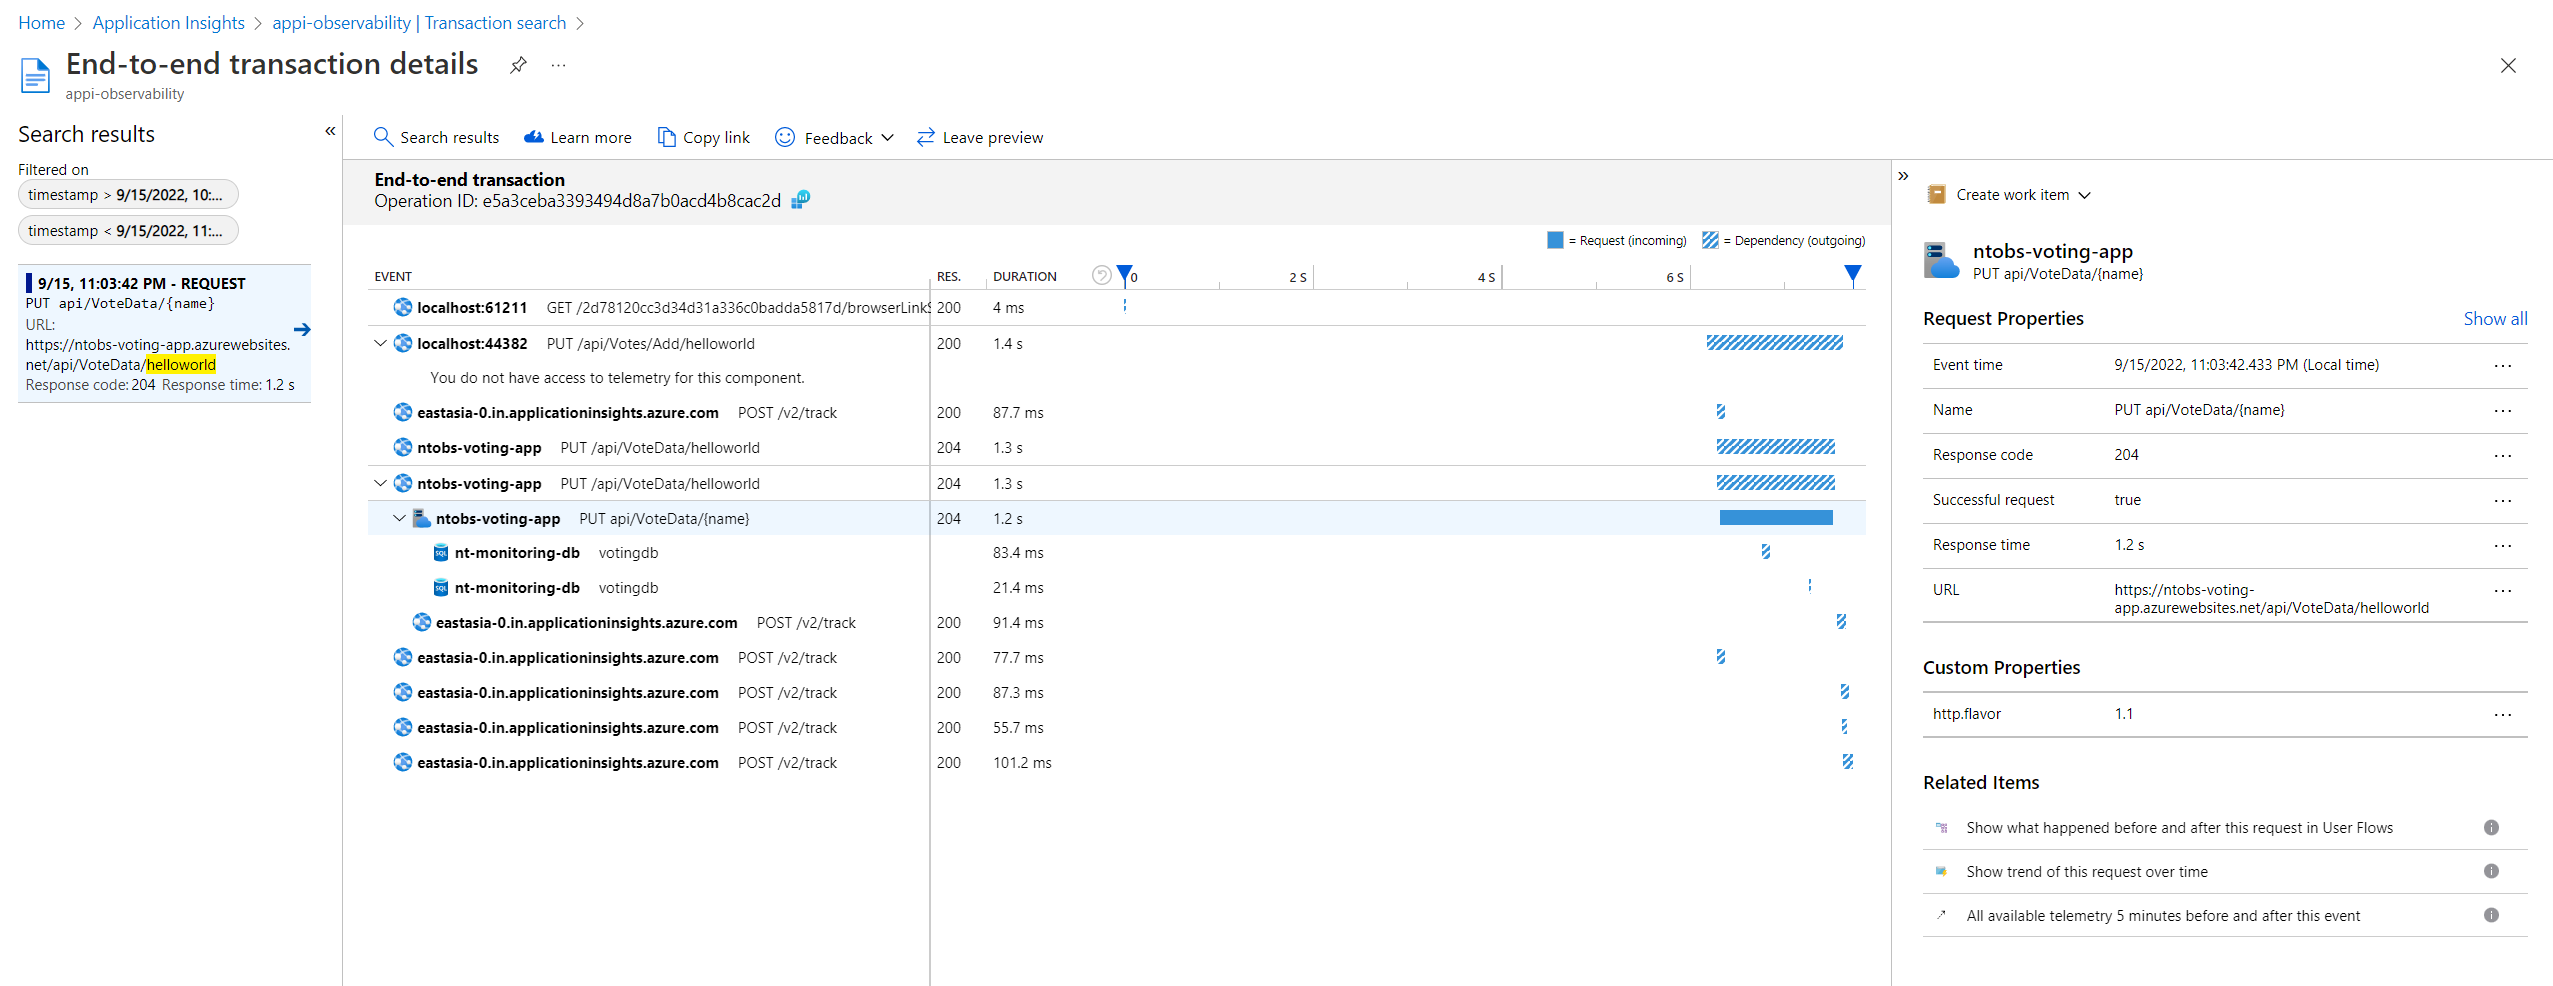 Home > Application Insights > appi-observability | Transaction search >
End-to-end transaction details
...
appi-observability
Search results
«
Filtered on
timestamp > 9/15/2022, 10:...
timestamp < 9/15/2022, 11:...
9/15, 11:03:42 PM - REQUEST
PUT api/VoteData/{name}
URL:
https://ntobs-voting-app.azurewebsites.
net/api/VoteData/helloworld
Response code: 204 Response time: 1.2 s
Search results Learn more Copy link Feedback Leave preview
End-to-end transaction
Operation ID: e5a3ceba3393494d8a7b0acd4b8cac2d
= Request (incoming) = Dependency (outgoing)
EVENT RES. DURATION 0 2 S 4 S 6 S
localhost:61211 GET /2d78120cc3d34d31a336c0badda5817d/browserLinkS 200 4 ms
localhost:44382 PUT /api/Votes/Add/helloworld 200 1.4 s
You do not have access to telemetry for this component.
eastasia-0.in.applicationinsights.azure.com POST /v2/track 200 87.7 ms
ntobs-voting-app PUT /api/VoteData/helloworld 204 1.3 s
ntobs-voting-app PUT /api/VoteData/helloworld 204 1.3 s
ntobs-voting-app PUT api/VoteData/{name} 204 1.2 s
nt-monitoring-db votingdb 83.4 ms
nt-monitoring-db votingdb 21.4 ms
eastasia-0.in.applicationinsights.azure.com POST /v2/track 200 91.4 ms
eastasia-0.in.applicationinsights.azure.com POST /v2/track 200 77.7 ms
eastasia-0.in.applicationinsights.azure.com POST /v2/track 200 87.3 ms
eastasia-0.in.applicationinsights.azure.com POST /v2/track 200 55.7 ms
eastasia-0.in.applicationinsights.azure.com POST /v2/track 200 101.2 ms
»
Create work item
ntobs-voting-app
PUT api/VoteData/{name}
Request Properties Show all
Event time 9/15/2022, 11:03:42.433 PM (Local time) ...
Name PUT api/VoteData/{name} ...
Response code 204 ...
Successful request true ...
Response time 1.2 s ...
URL https://ntobs-voting- ...
app.azurewebsites.net/api/VoteData/helloworld
Custom Properties
http.flavor 1.1 ...
Related Items
Show what happened before and after this request in User Flows
Show trend of this request over time
All available telemetry 5 minutes before and after this event